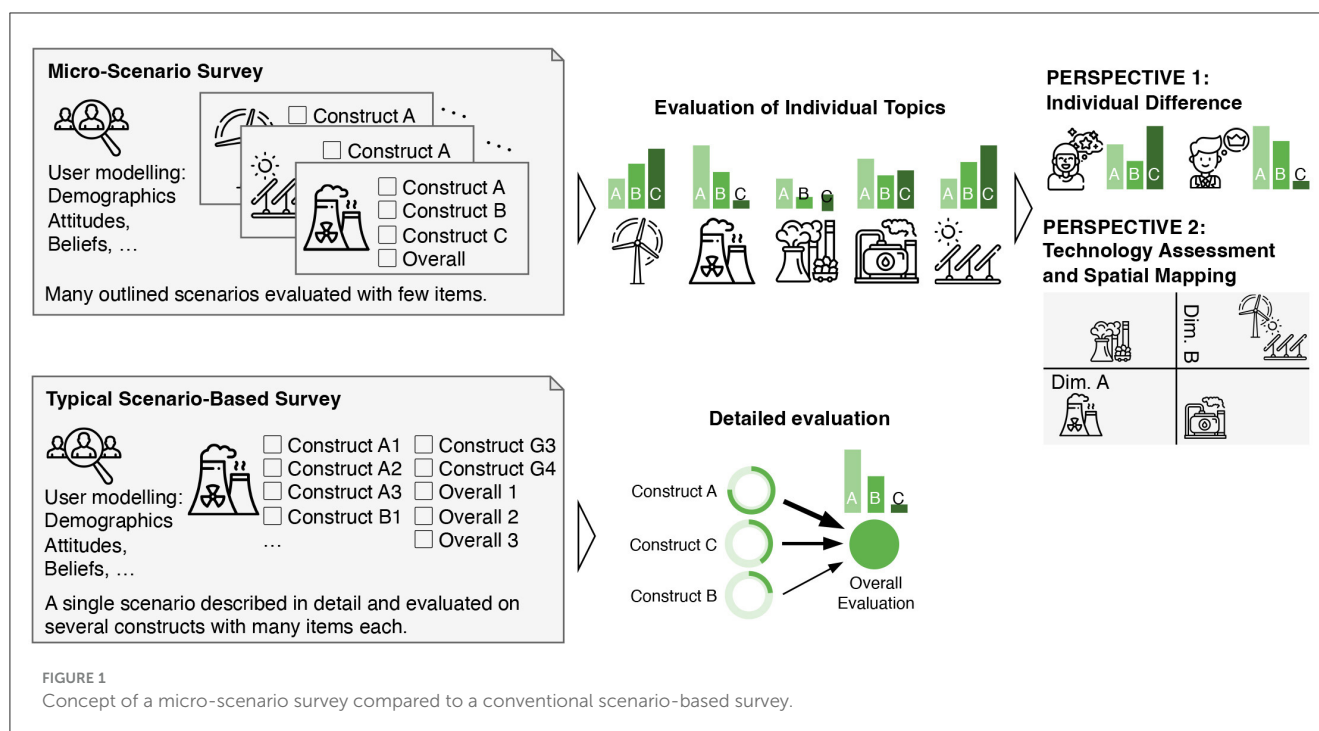 Micro-Scenario Survey
User modelling:
Demographics
Attitudes,
Beliefs, …
Construct A
...
Construct A
...
Construct A
Construct B
Construct C
Overall
Many outlined scenarios evaluated with few items.
Evaluation of Individual Topics
A B C
A B C
A B C
A B C
A B C
PERSPECTIVE 1:
Individual Difference
A B C
A B C
PERSPECTIVE 2:
Technology Assessment
and Spatial Mapping
Dim. B
Dim. A
Typical Scenario-Based Survey
User modelling:
Demographics
Attitudes,
Beliefs, …
Construct A1
Construct A2
Construct A3
Construct B1
…
Construct G3
Construct G4
Overall 1
Overall 2
Overall 3
A single scenario described in detail and evaluated on
several constructs with many items each.
Detailed evaluation
Construct A
Construct C
Construct B
A B C
Overall
Evaluation
FIGURE 1
Concept of a micro-scenario survey compared to a conventional scenario-based survey.